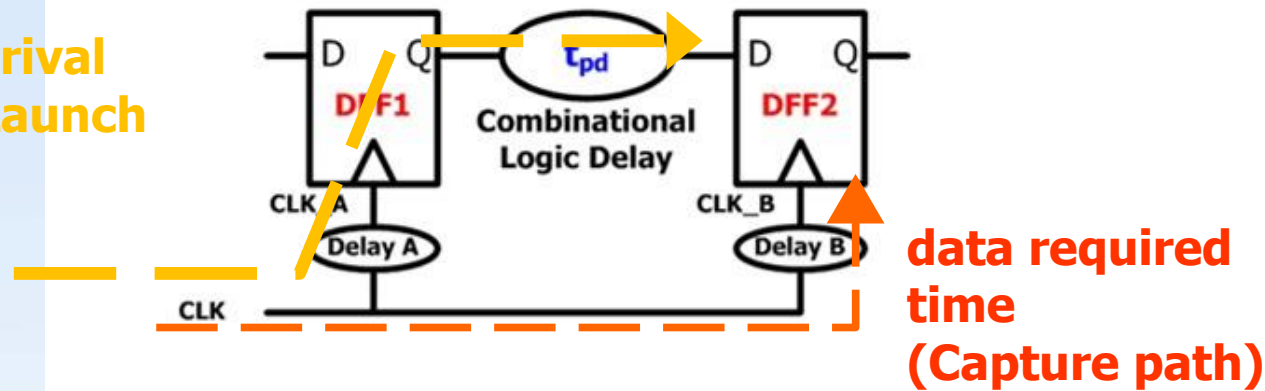 rival
aunch
D Q
DFF1
τpd
Combinational
Logic Delay
D Q
DFF2
CLK_A
CLK_B
Delay A
Delay B
CLK
data required
time
(Capture path)